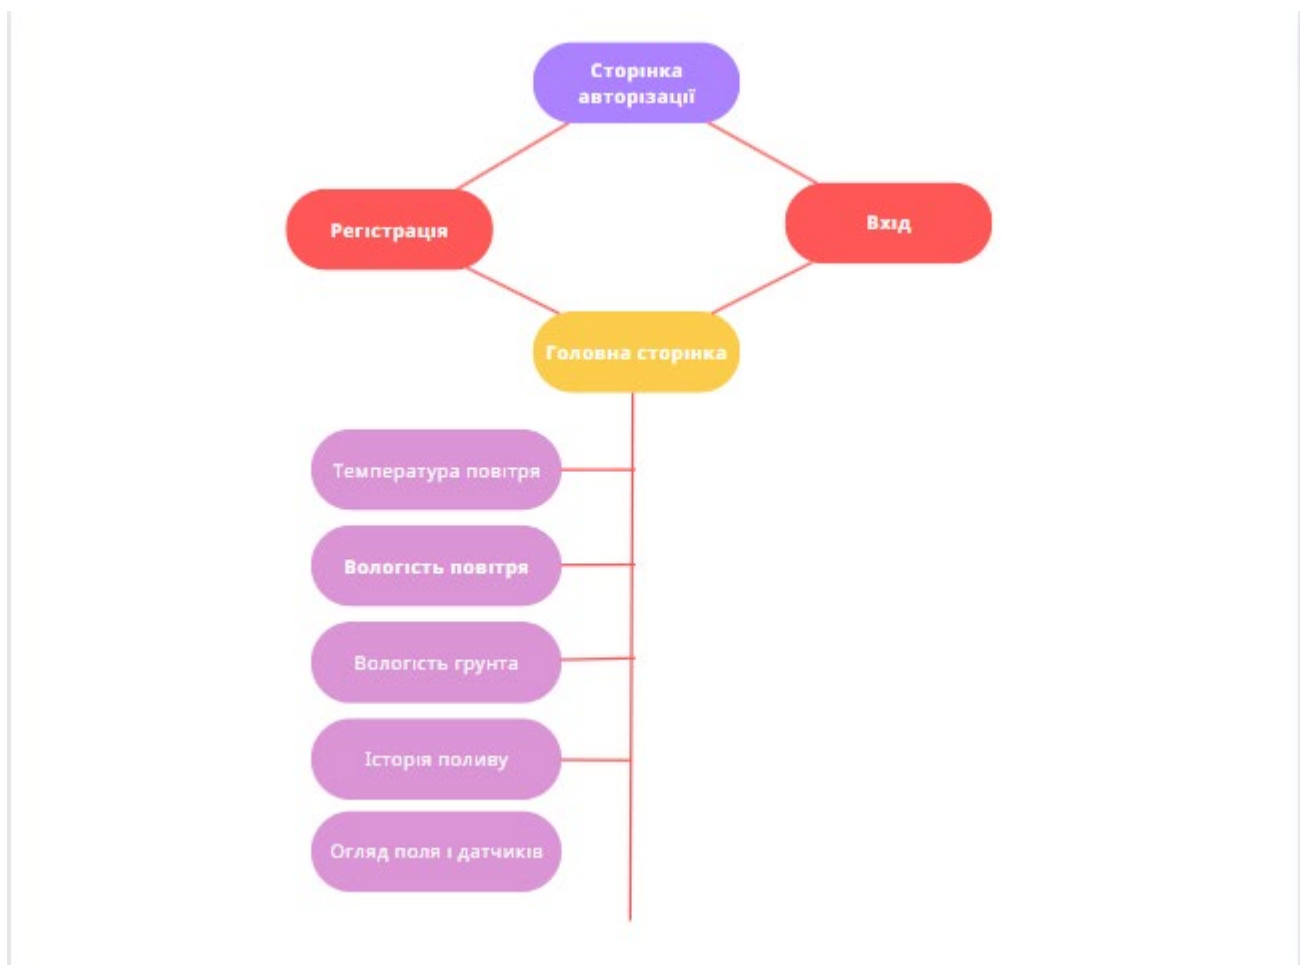 Сторінка
авторізації
Регістрація
Вхід
Головна сторінка
Температура повітря
Вологість повітря
Вологість грунта
Історія поливу
Огляд поля і датчиків